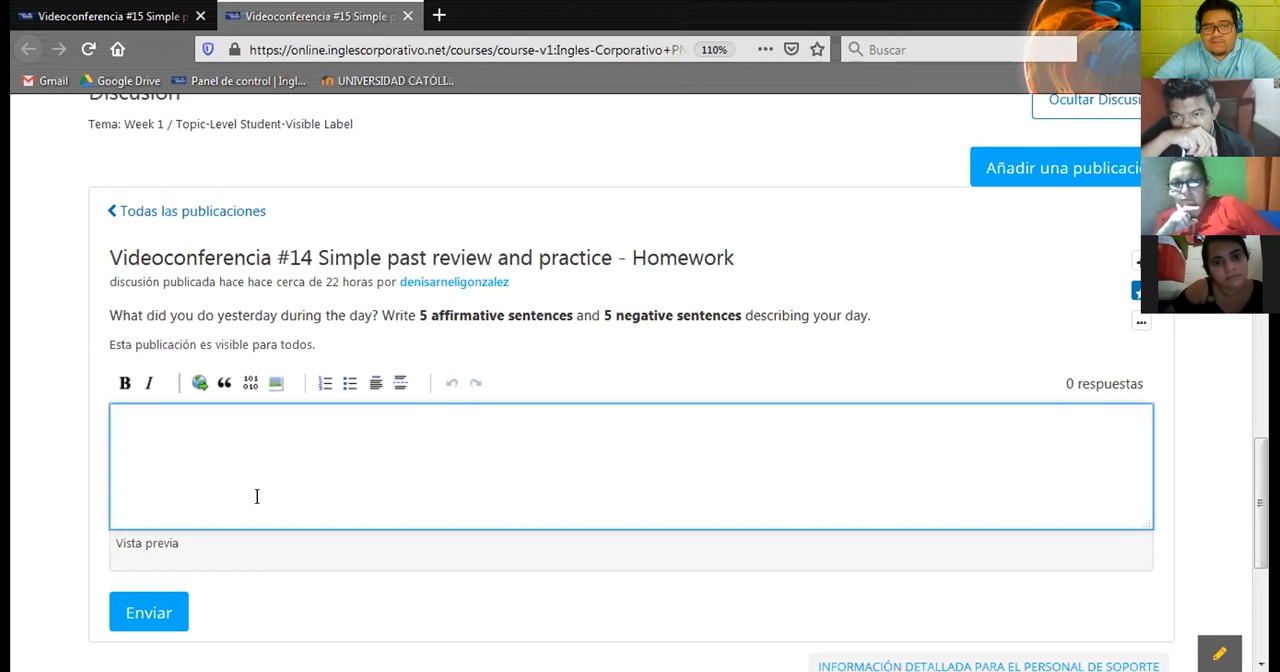 Videoconferencia #15 Simple p
Videoconferencia #15 Simple p
https://online.inglescorporativo.net/courses/course-v1:Ingles-Corporativo+P
110%
Buscar
Gmail
Google Drive
Panel de control | Ingl...
UNIVERSIDAD CATÓLI...
Discusión
Ocultar Discusi
Tema: Week 1 / Topic-Level Student-Visible Label
Añadir una publicaci
Todas las publicaciones
Videoconferencia #14 Simple past review and practice - Homework
discusión publicada hace hace cerca de 22 horas por denisarneligonzalez
What did you do yesterday during the day? Write 5 affirmative sentences and 5 negative sentences describing your day.
Esta publicación es visible para todos.
B I
101
010
0 respuestas
Vista previa
Enviar
INFORMACIÓN DETALLADA PARA EL PERSONAL DE SOPORTE